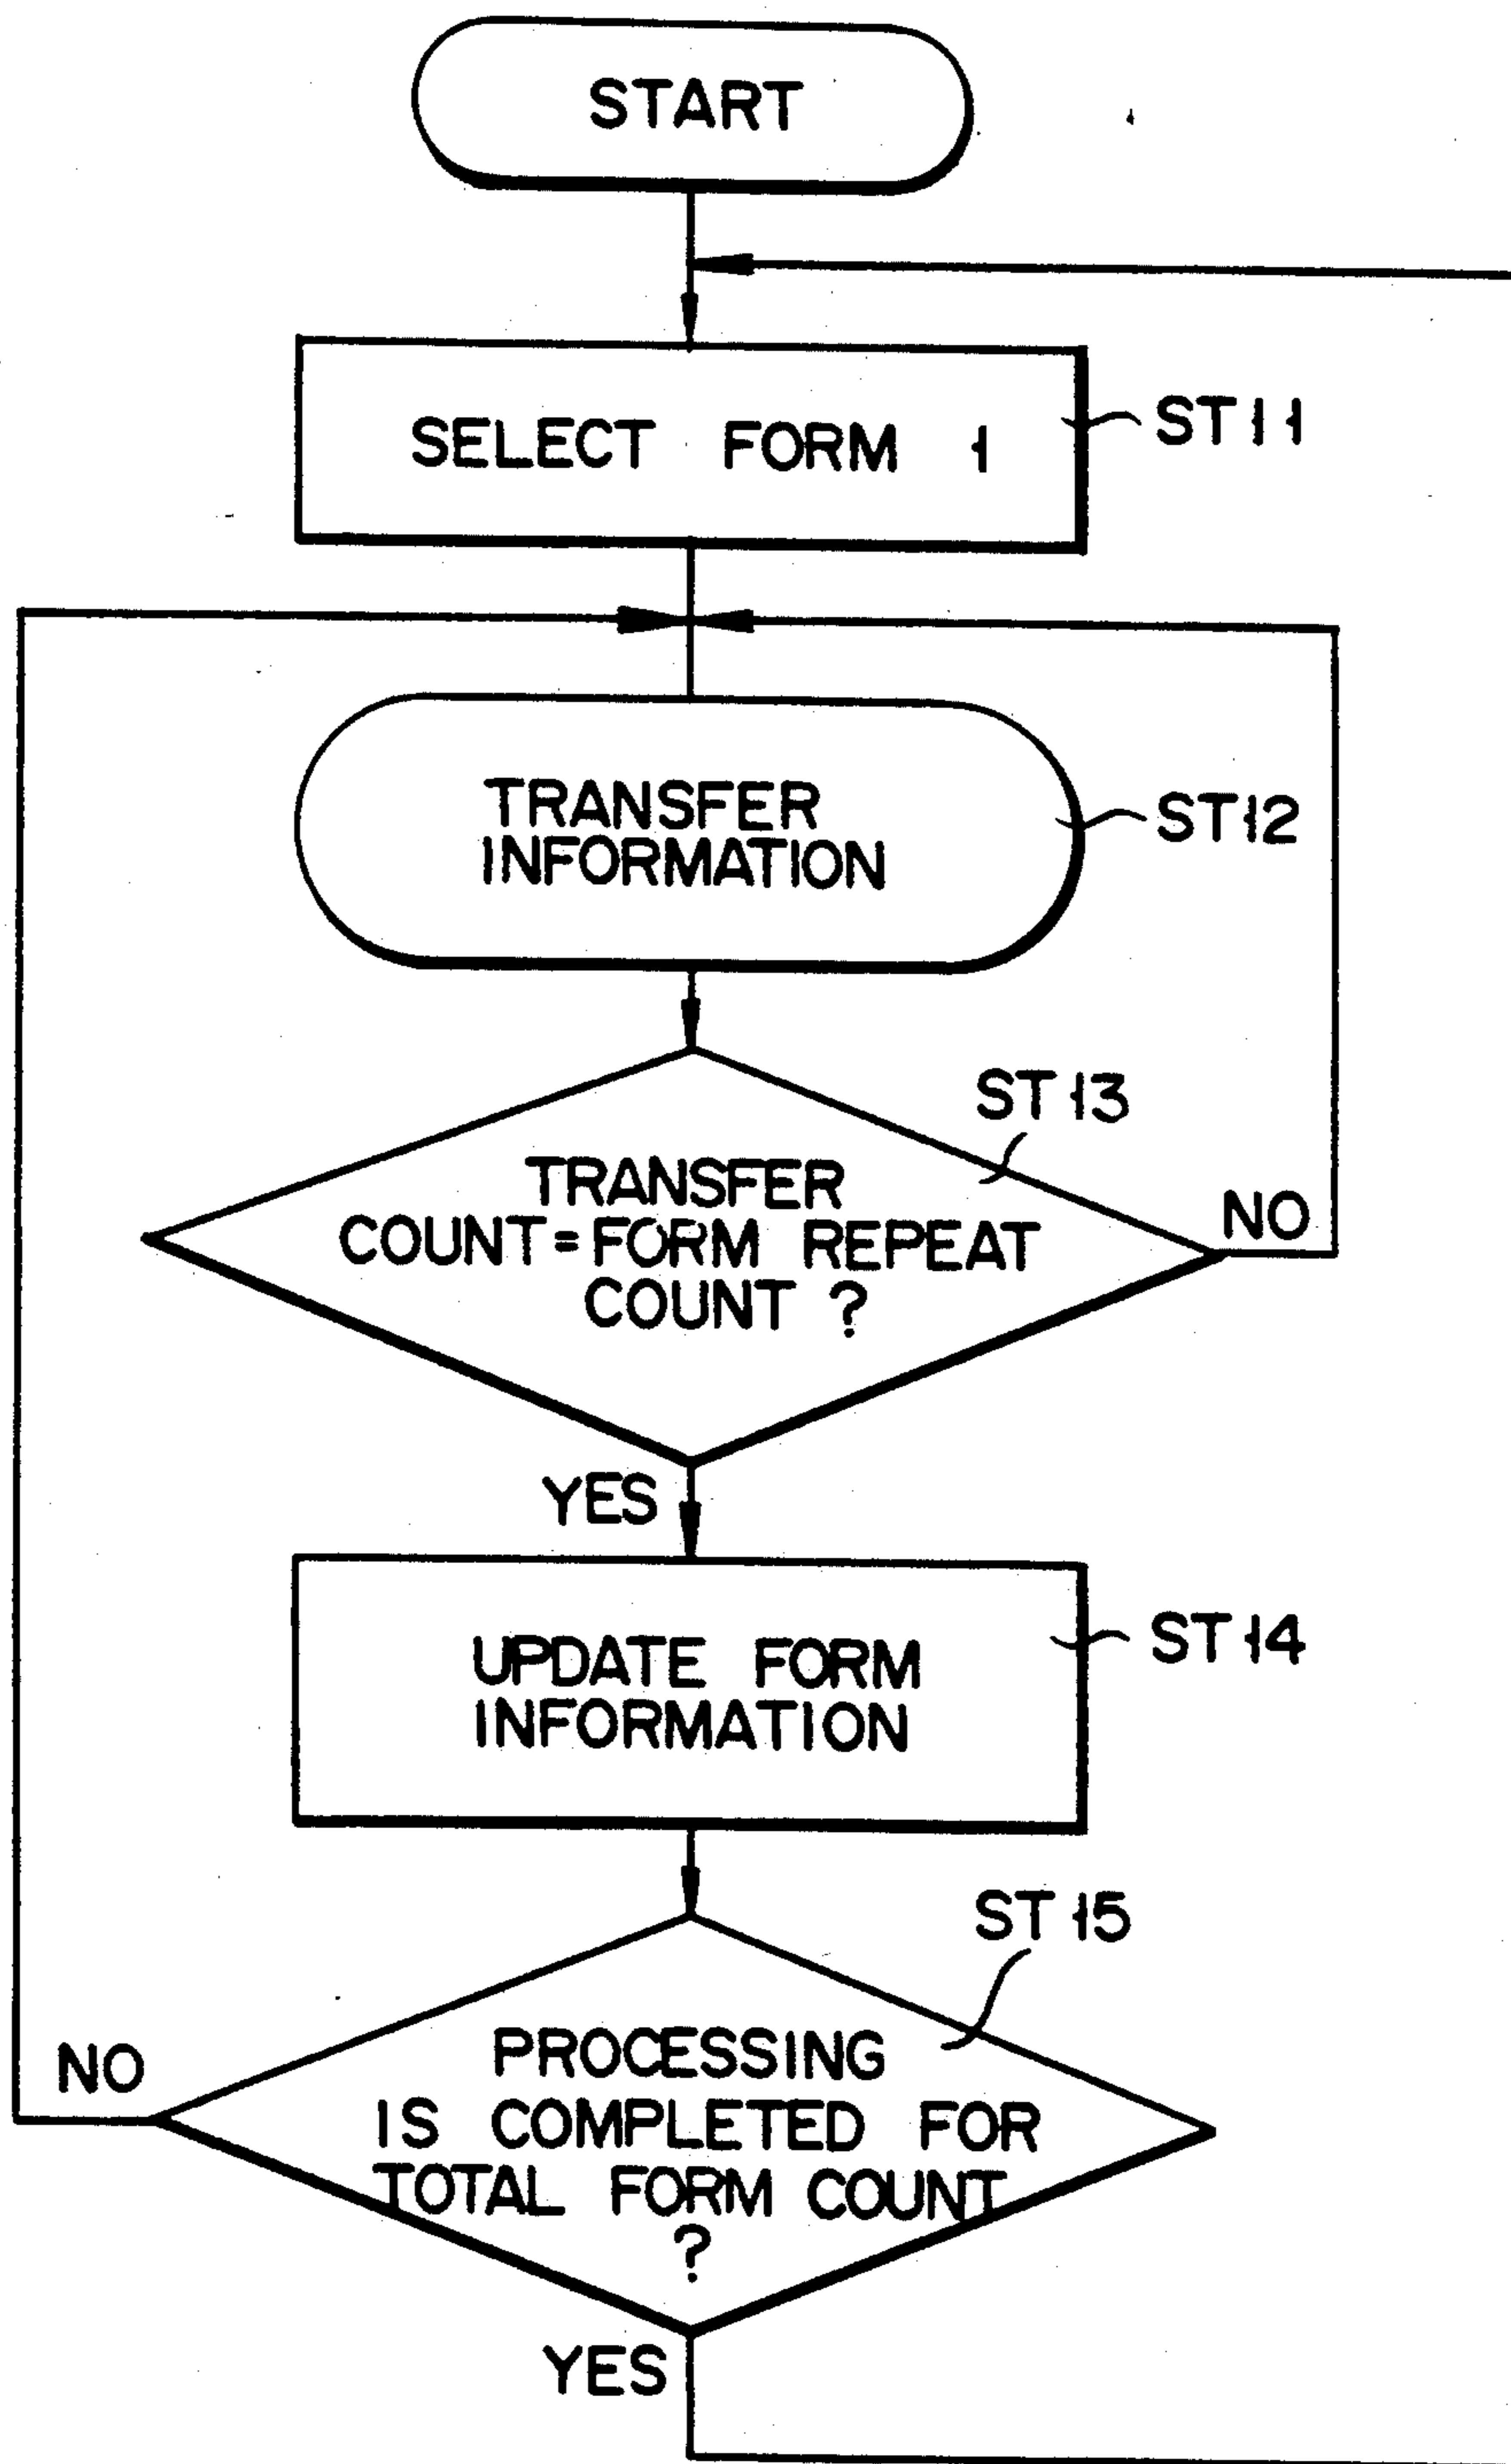 START
SELECT FORM 1
ST11
TRANSFER
INFORMATION
ST12
ST13
TRANSFER
COUNT=FORM REPEAT
COUNT ?
NO
YES
UPDATE FORM
INFORMATION
ST14
ST15
PROCESSING
IS COMPLETED FOR
TOTAL FORM COUNT
?
NO
YES